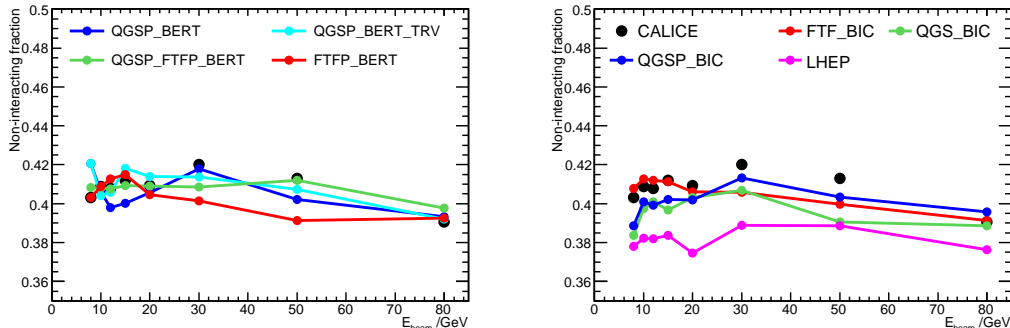 Non-interacting fraction
0.5
0.48
0.46
0.44
0.42
0.4
0.38
0.36
QGSP_BERT
QGSP_BERT_TRV
QGSP_FTFP_BERT
FTFP_BERT
0 10 20 30 40 50 60 70 80
E_beam /GeV
Non-interacting fraction
0.5
0.48
0.46
0.44
0.42
0.4
0.38
0.36
CALICE
FTF_BIC
QGS_BIC
QGSP_BIC
LHEP
0 10 20 30 40 50 60 70 80
E_beam /GeV